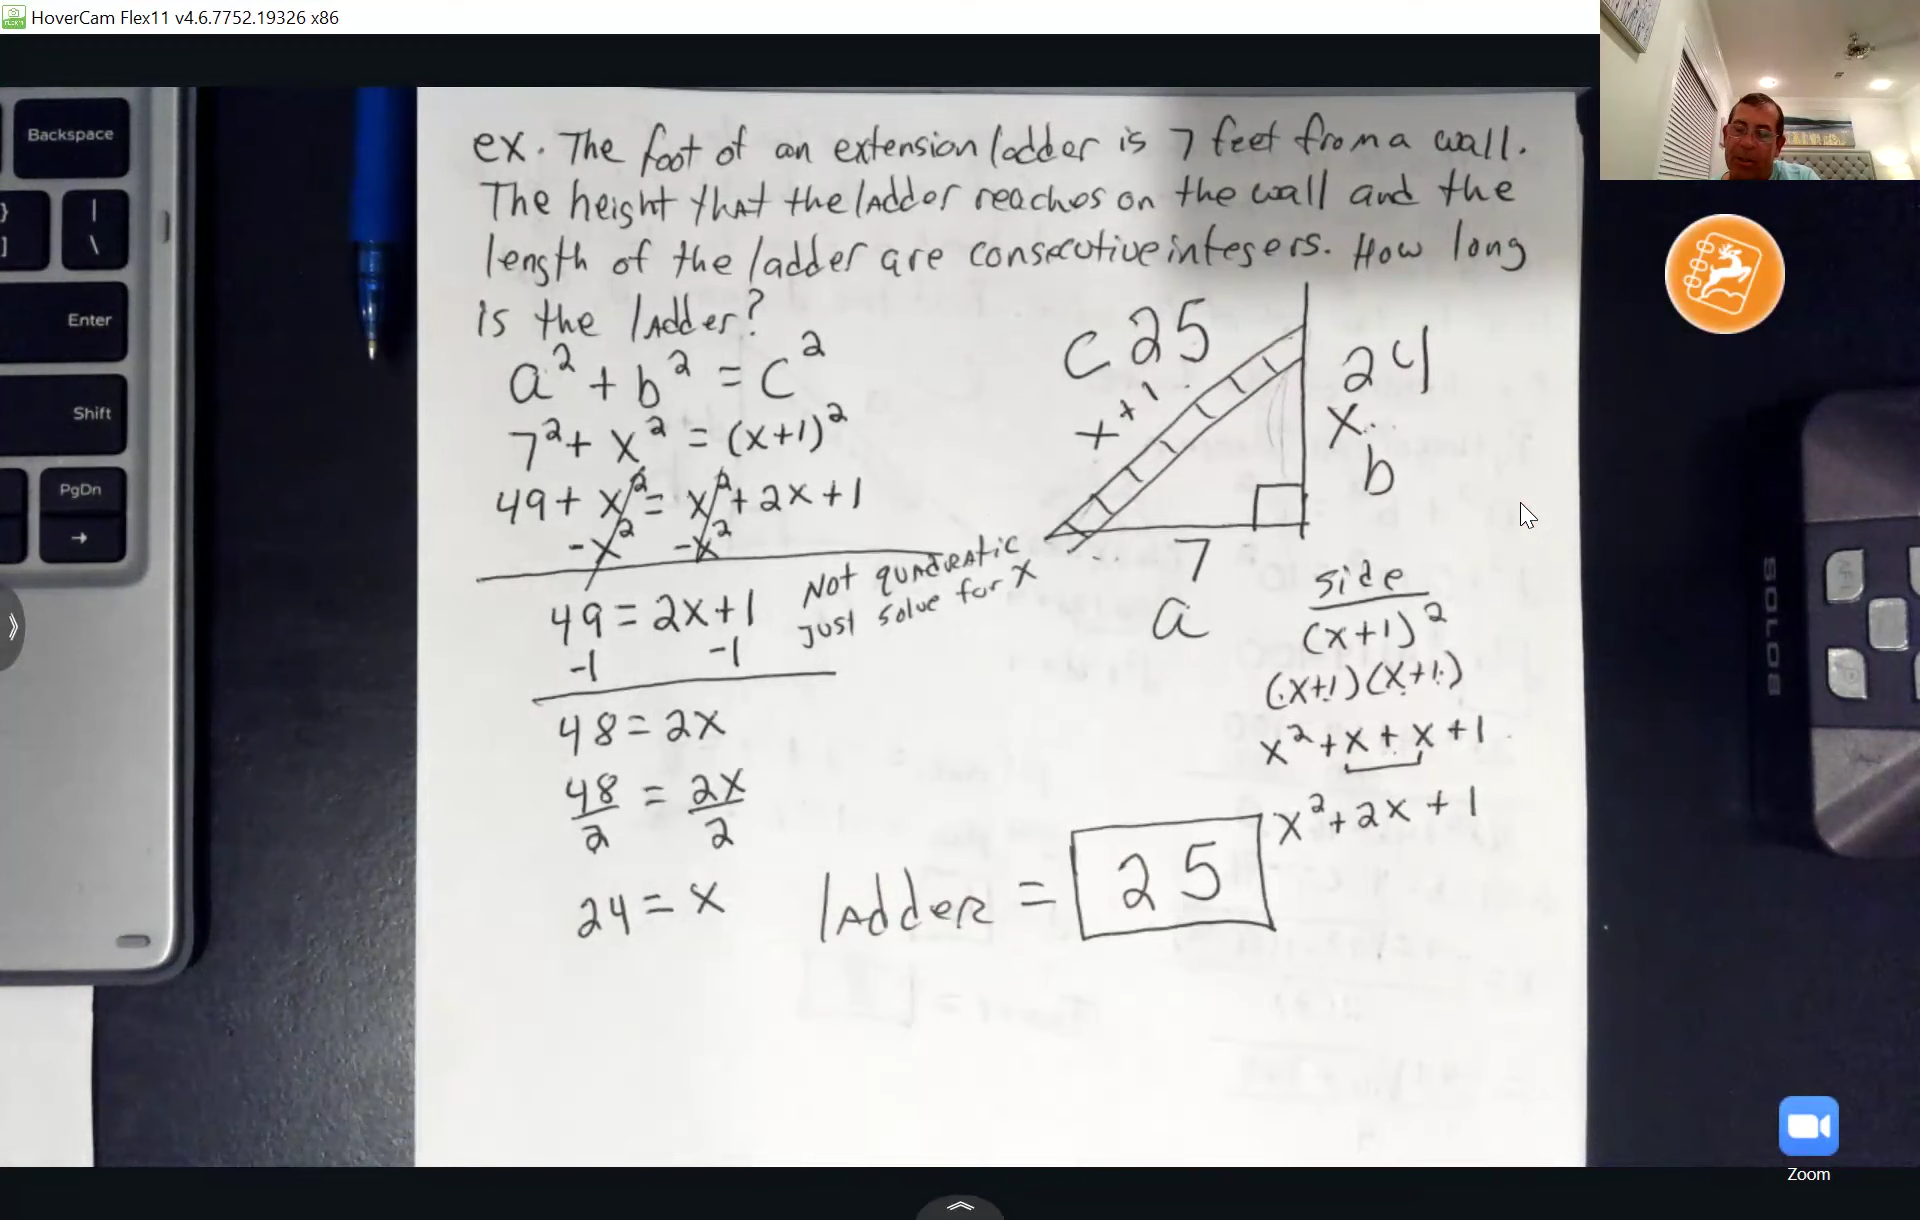 HoverCam Flex11 v4.6.7752.19326 x86
Backspace
}
]
|
\
Enter
Shift
PgDn
→
ex. The foot of an extension ladder is 7 feet from a wall.
The height that the ladder reaches on the wall and the
length of the ladder are consecutive integers. How long
is the ladder?
a² + b² = c²
7² + x² = (x+1)²
49 + x² = x² + 2x + 1
-x² -x²
49 = 2x+1
-1 -1
Not quadratic
just solve for x
48 = 2x
48/2 = 2x/2
24 = x
ladder = 25
c 25
x+1
24
x
b
7
a
side
(x+1)²
(x+1)(x+1)
x² + x + x + 1
x² + 2x + 1
SOLO8
Zoom